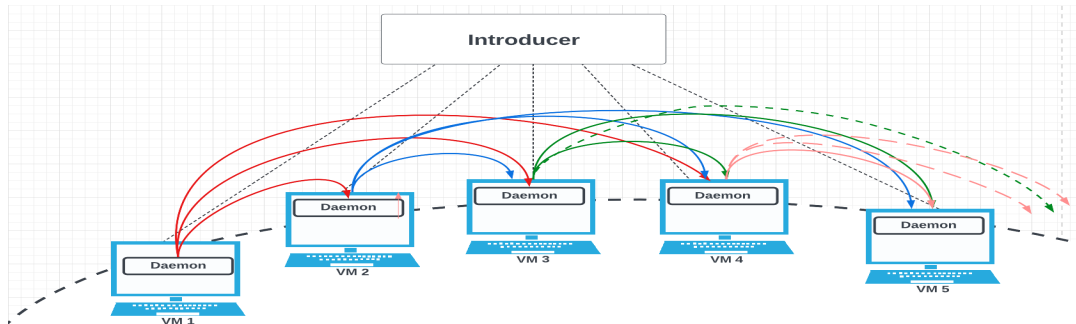 Introducer
Daemon
VM 1
Daemon
VM 2
Daemon
VM 3
Daemon
VM 4
Daemon
VM 5